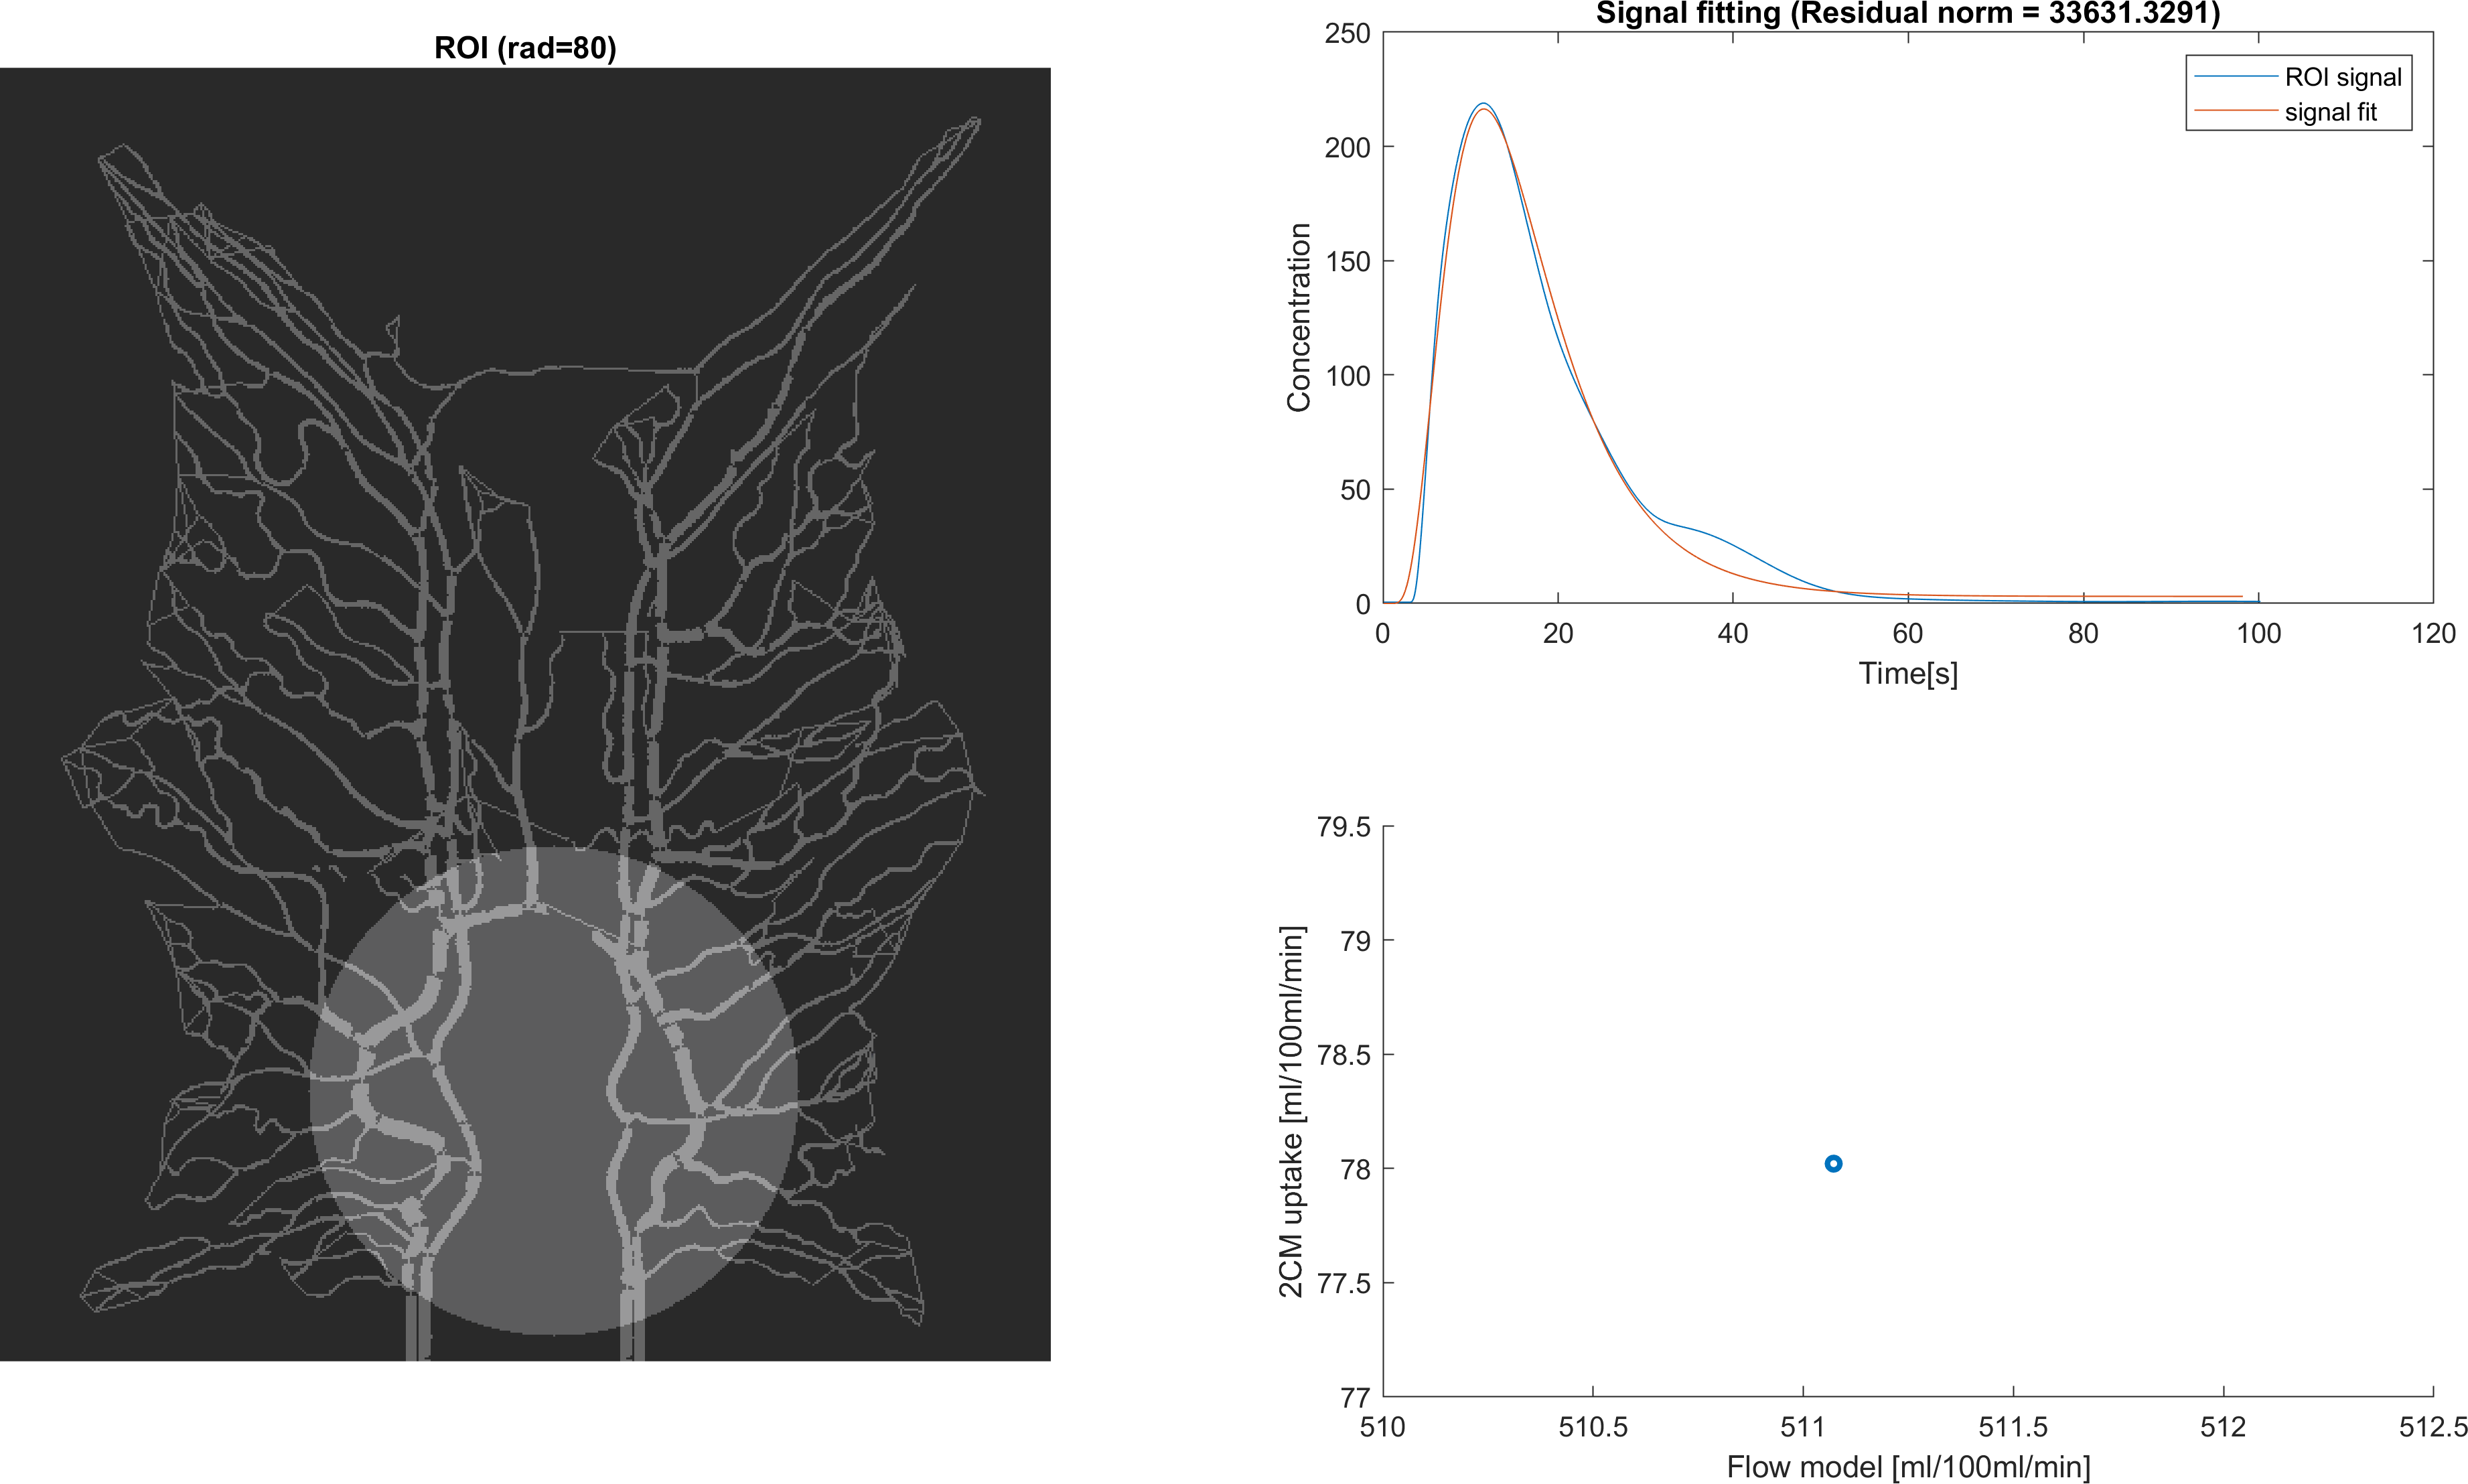 ROI (rad=80)
Signal fitting (Residual norm = 33631.3291)
250
200
150
100
50
0
Concentration
ROI signal
signal fit
0 20 40 60 80 100 120
Time[s]
79.5
79
78.5
78
77.5
77
2CM uptake [ml/100ml/min]
510 510.5 511 511.5 512 512.5
Flow model [ml/100ml/min]